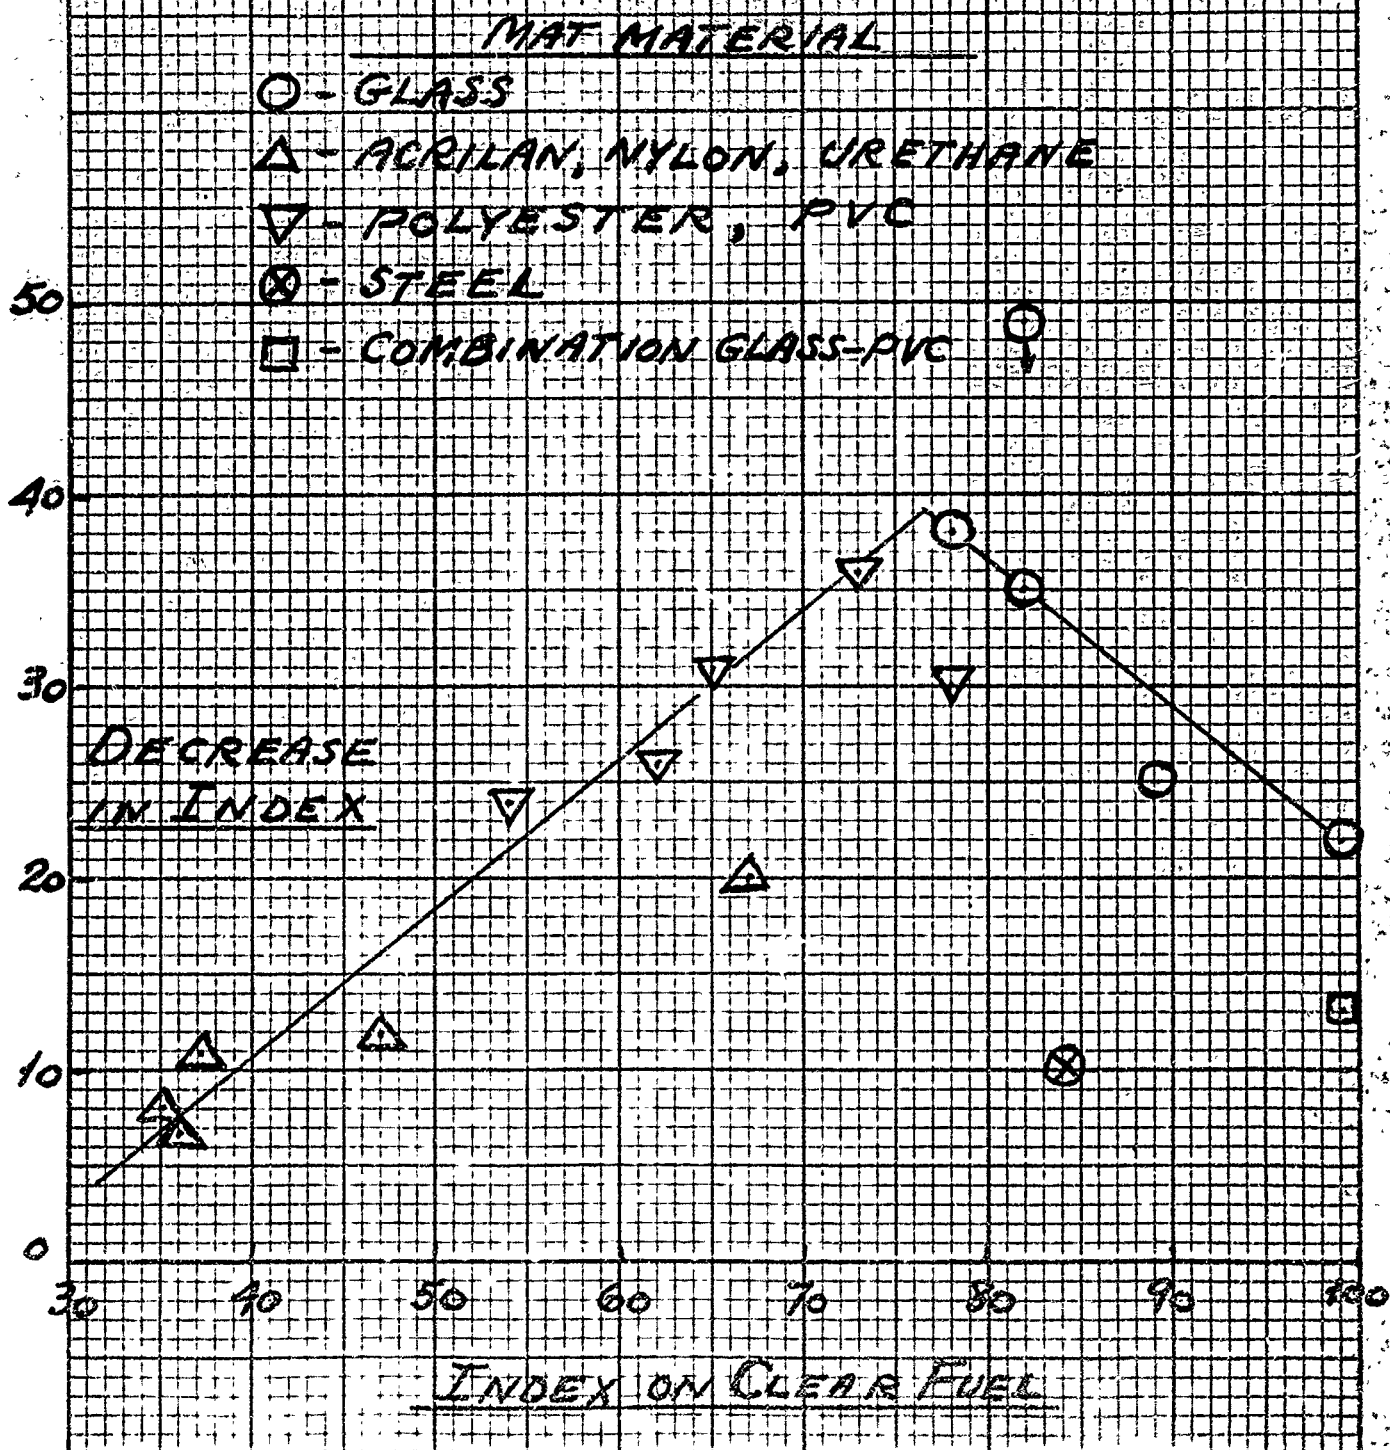 MAT MATERIAL
○ - GLASS
△ - ACRILAN, NYLON, URETHANE
▽ - POLYESTER, PVC
⊗ - STEEL
□ - COMBINATION GLASS-PVC
50
40
30
DECREASE
IN INDEX
20
10
0
30 40 50 60 70 80 90 100
INDEX ON CLEAR FUEL